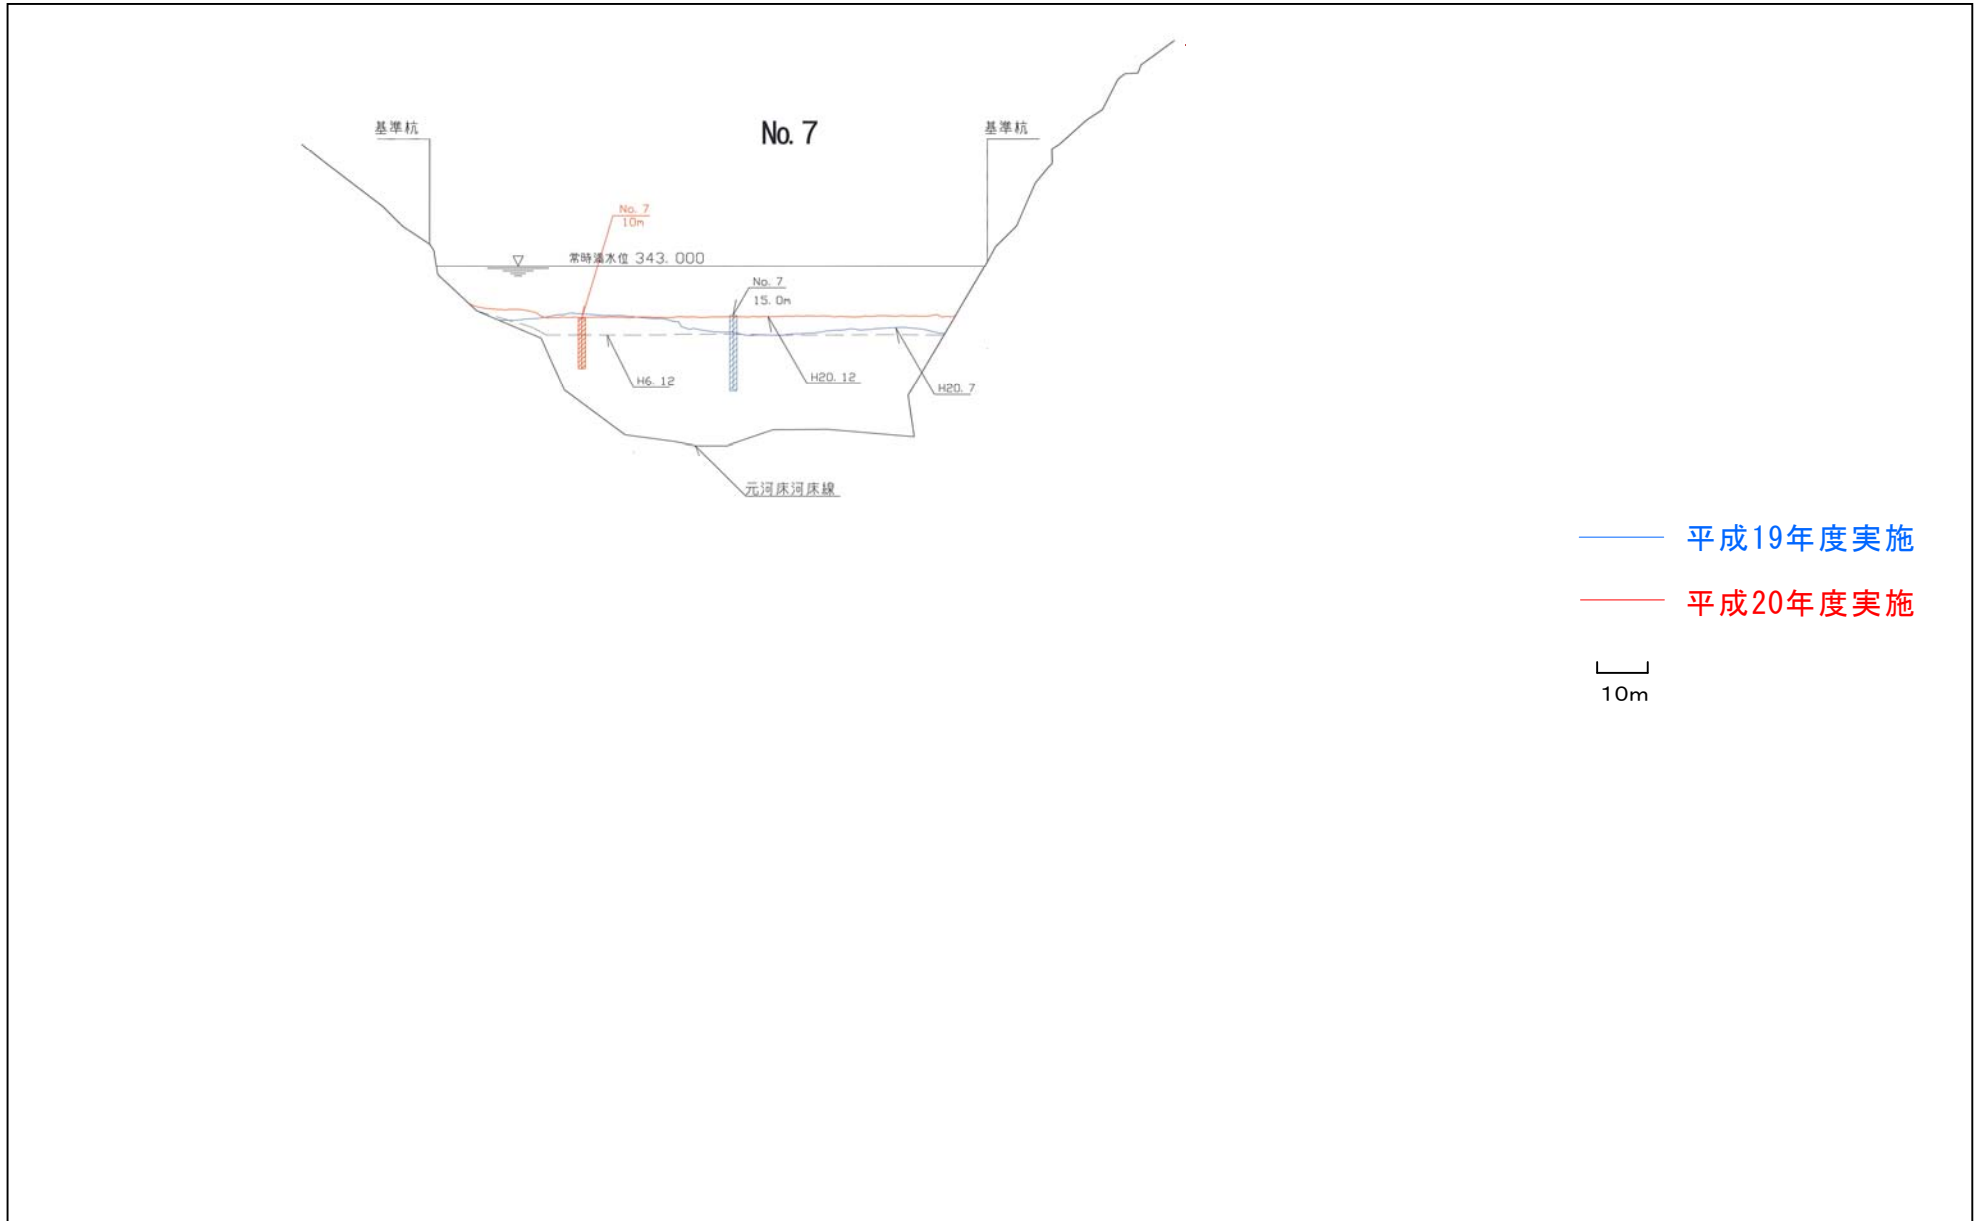 基準杭
No. 7
基準杭
No. 7
10m
常時満水位 343. 000
No. 7
15. 0m
H6. 12
H20. 12
H20. 7
元河床河床線
平成19年度実施
平成20年度実施
10m